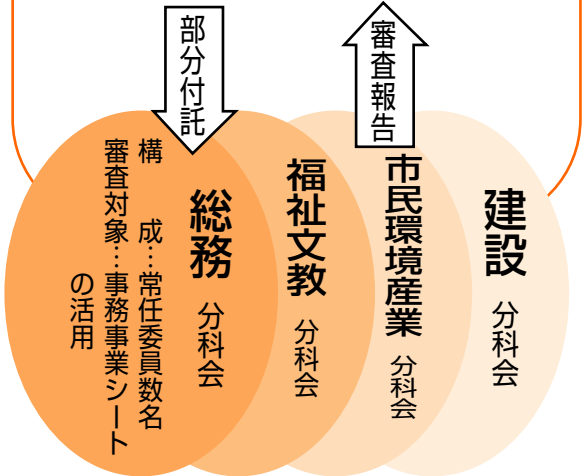 部分付託
審査報告
建設 分科会
市民環境産業 分科会
福祉文教 分科会
総務 分科会
構　成…常任委員数名
審査対象…事務事業シート
の活用